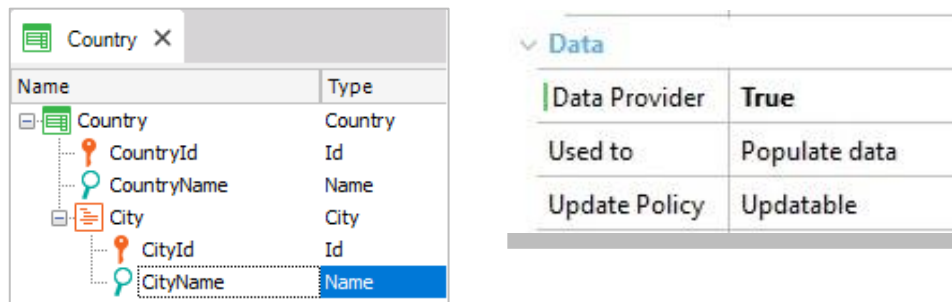 Country
Name Type
Country Country
CountryId Id
CountryName Name
City City
CityId Id
CityName Name
Data
Data Provider True
Used to Populate data
Update Policy Updatable